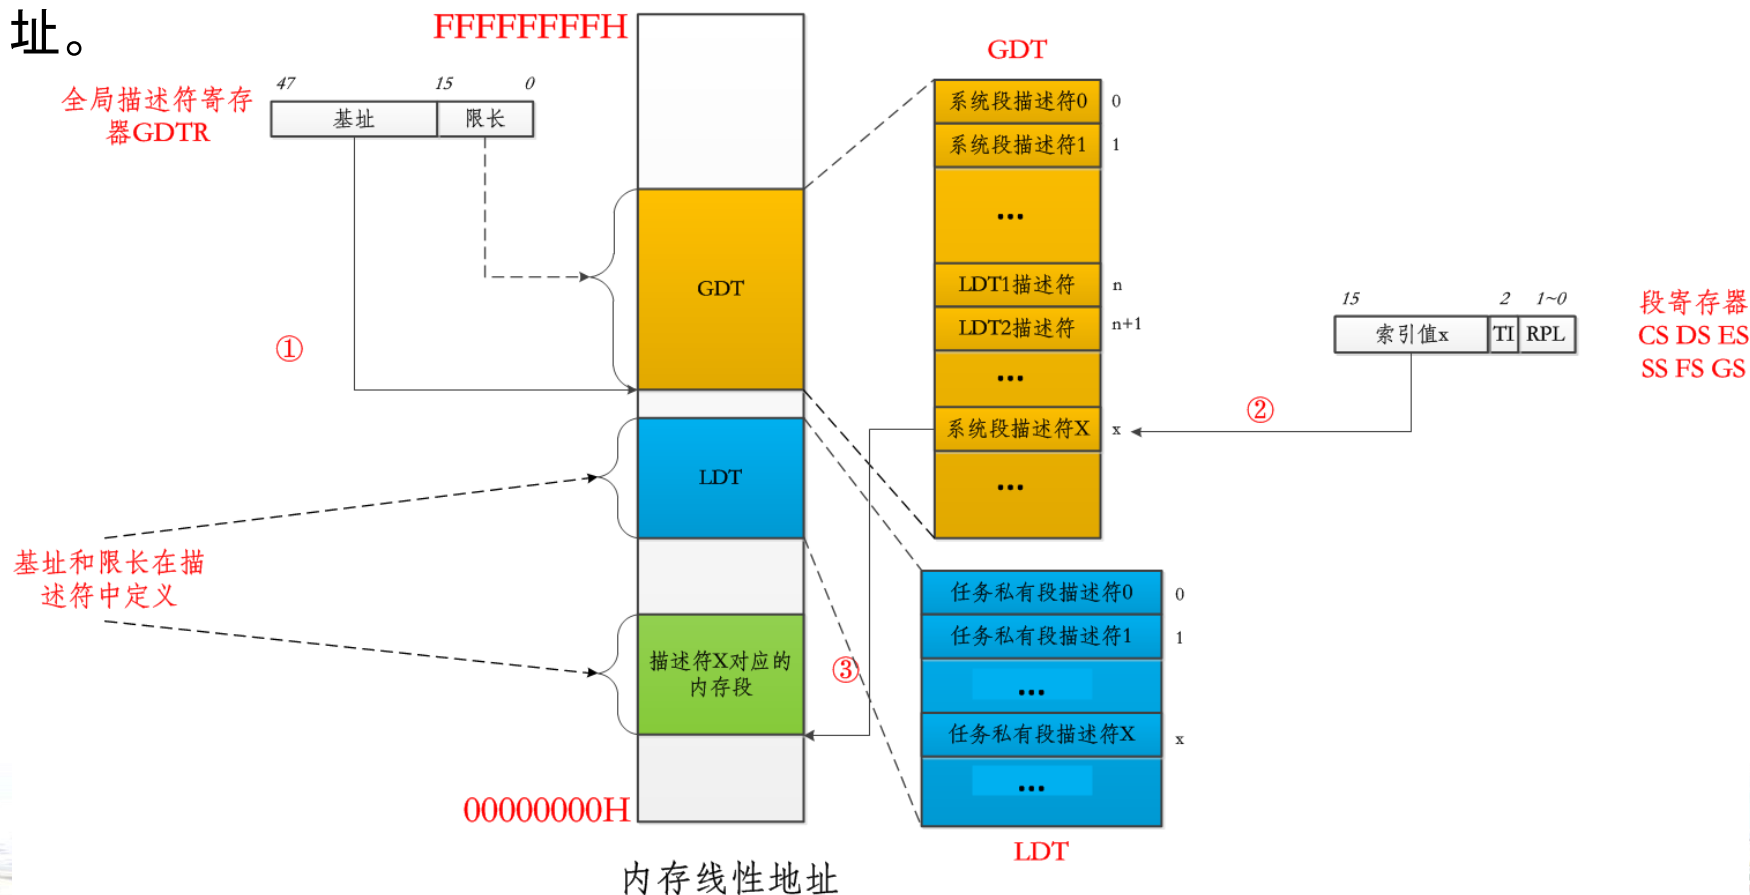 址。
FFFFFFFFH
47 15 0
全局描述符寄存
器GDTR
基址 限长
①
GDT
LDT
描述符X对应的
内存段
基址和限长在描
述符中定义
00000000H
内存线性地址
GDT
系统段描述符0 0
系统段描述符1 1
...
LDT1描述符 n
LDT2描述符 n+1
...
系统段描述符X x
...
②
15 2 1~0
索引值x TI RPL
段寄存器
CS DS ES
SS FS GS
③
任务私有段描述符0 0
任务私有段描述符1 1
...
任务私有段描述符X x
...
LDT